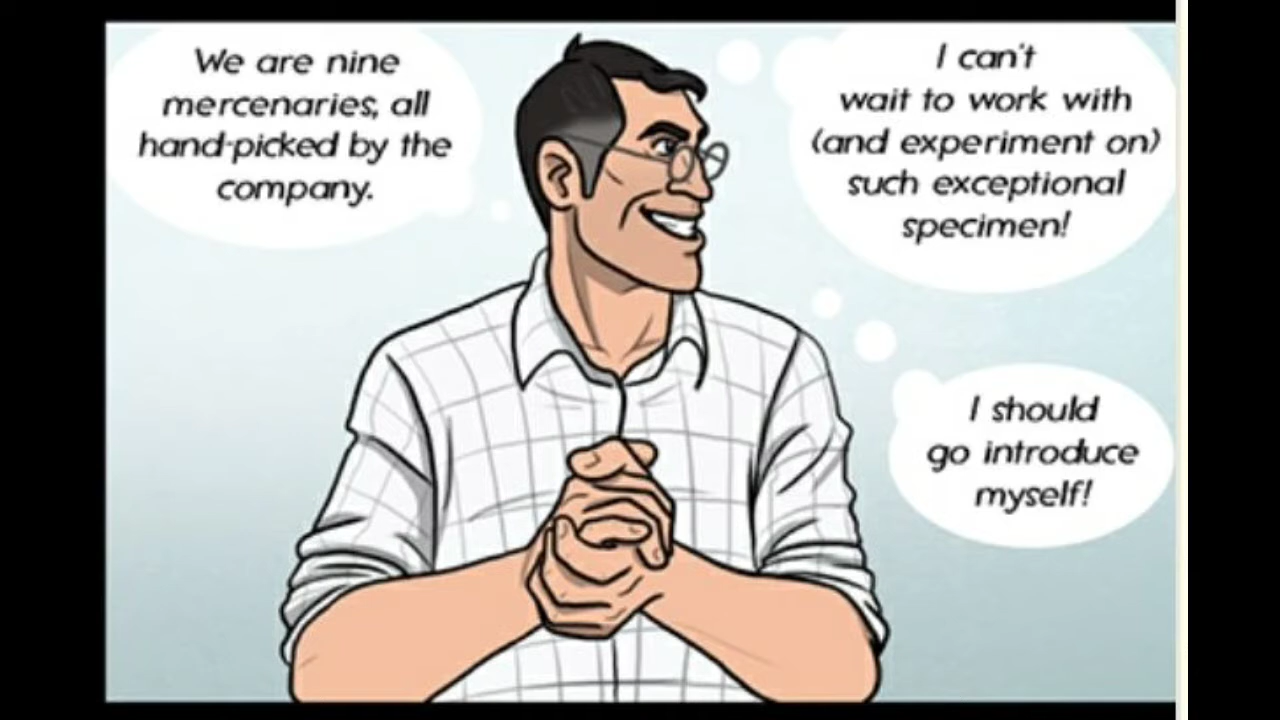 We are nine
mercenaries, all
hand-picked by the
company.
I can't
wait to work with
(and experiment on)
such exceptional
specimen!
I should
go introduce
myself!